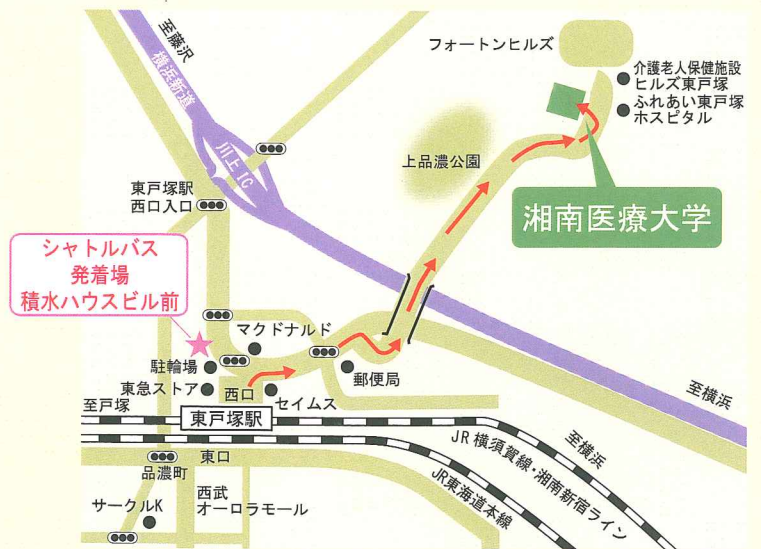 至藤沢
横浜新道
川上IC
フォートンヒルズ
介護老人保健施設
ヒルズ東戸塚
ふれあい東戸塚
ホスピタル
上品濃公園
湘南医療大学
東戸塚駅
西口入口
シャトルバス
発着場
積水ハウスビル前
マクドナルド
駐輪場
郵便局
東急ストア
西口
セイムス
至横浜
至戸塚
東戸塚駅
至横浜
JR横須賀線・湘南新宿ライン
JR東海道本線
品濃町
東口
西武
オーロラモール
サークルK